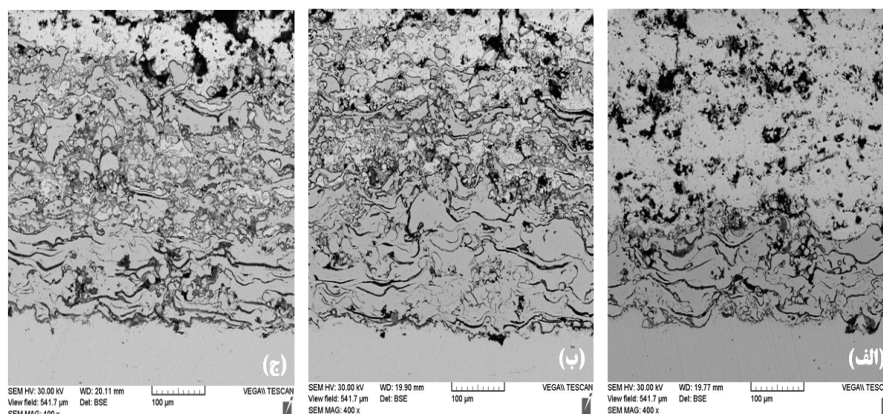 (ج)
SEM HV: 30.00 kV WD: 20.11 mm VEGA\\ TESCAN
View field: 541.7 µm Det: BSE 100 µm
SEM MAG: 400 x
(ب)
SEM HV: 30.00 kV WD: 19.90 mm VEGA\\ TESCAN
View field: 541.7 µm Det: BSE 100 µm
SEM MAG: 400 x
(الف)
SEM HV: 30.00 kV WD: 19.77 mm VEGA\\ TESCAN
View field: 541.7 µm Det: BSE 100 µm
SEM MAG: 400 x